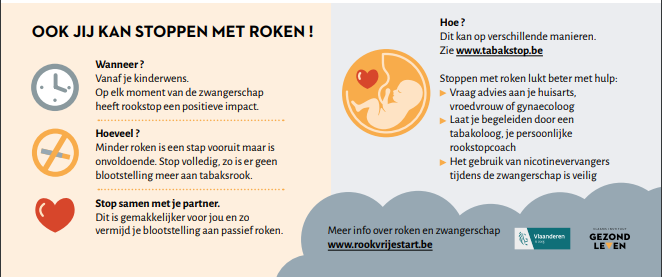 OOK JIJ KAN STOPPEN MET ROKEN !
Wanneer ?
Vanaf je kinderwens.
Op elk moment van de zwangerschap
heeft rookstop een positieve impact.
Hoeveel ?
Minder roken is een stap vooruit maar is
onvoldoende. Stop volledig, zo is er geen
blootstelling meer aan tabaksrook.
Stop samen met je partner.
Dit is gemakkelijker voor jou en zo
vermijd je blootstelling aan passief roken.
Hoe ?
Dit kan op verschillende manieren.
Zie www.tabakstop.be
Stoppen met roken lukt beter met hulp:
▶ Vraag advies aan je huisarts,
vroedvrouw of gynaecoloog
▶ Laat je begeleiden door een
tabakoloog, je persoonlijke
rookstopcoach
▶ Het gebruik van nicotinevervangers
tijdens de zwangerschap is veilig
Meer info over roken en zwangerschap
www.rookvrijestart.be
Vlaanderen
GEZOND
LEVEN